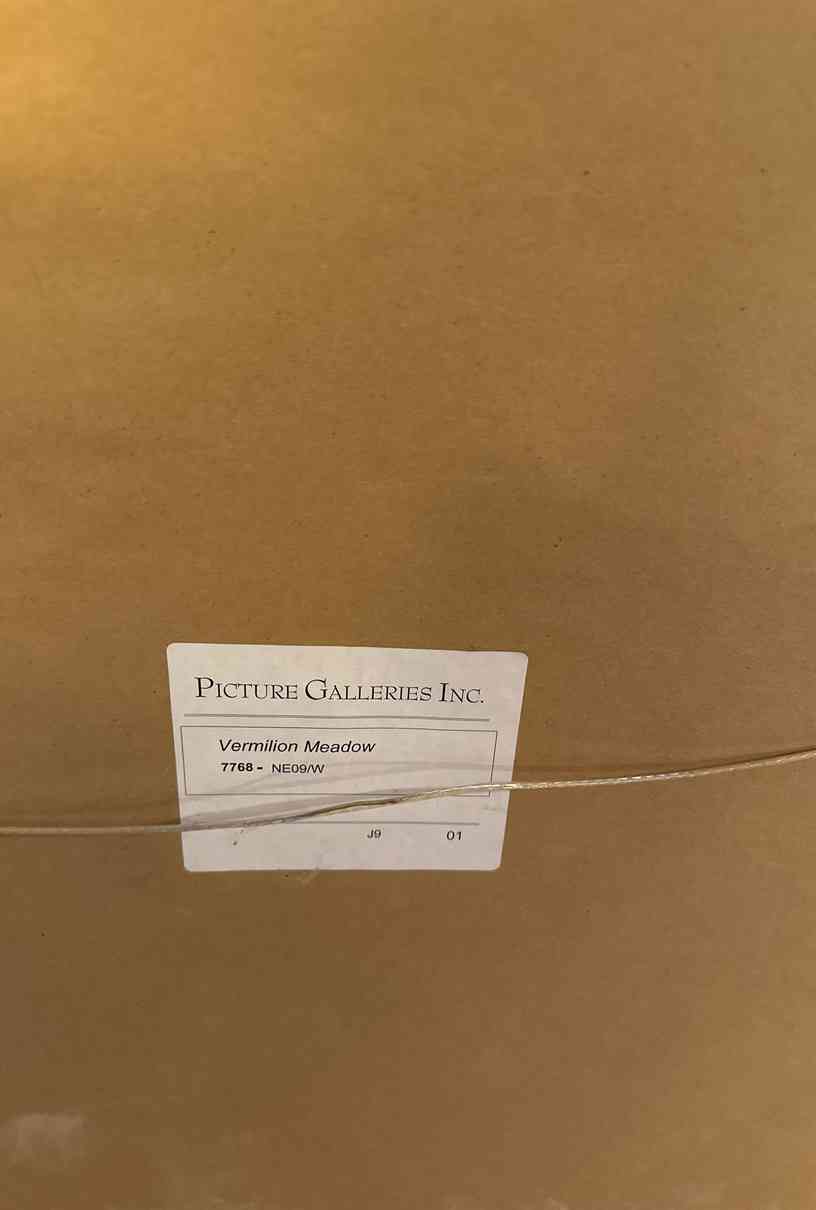 PICTURE GALLERIES INC.
Vermilion Meadow
7768 - NE09/W
J9 01